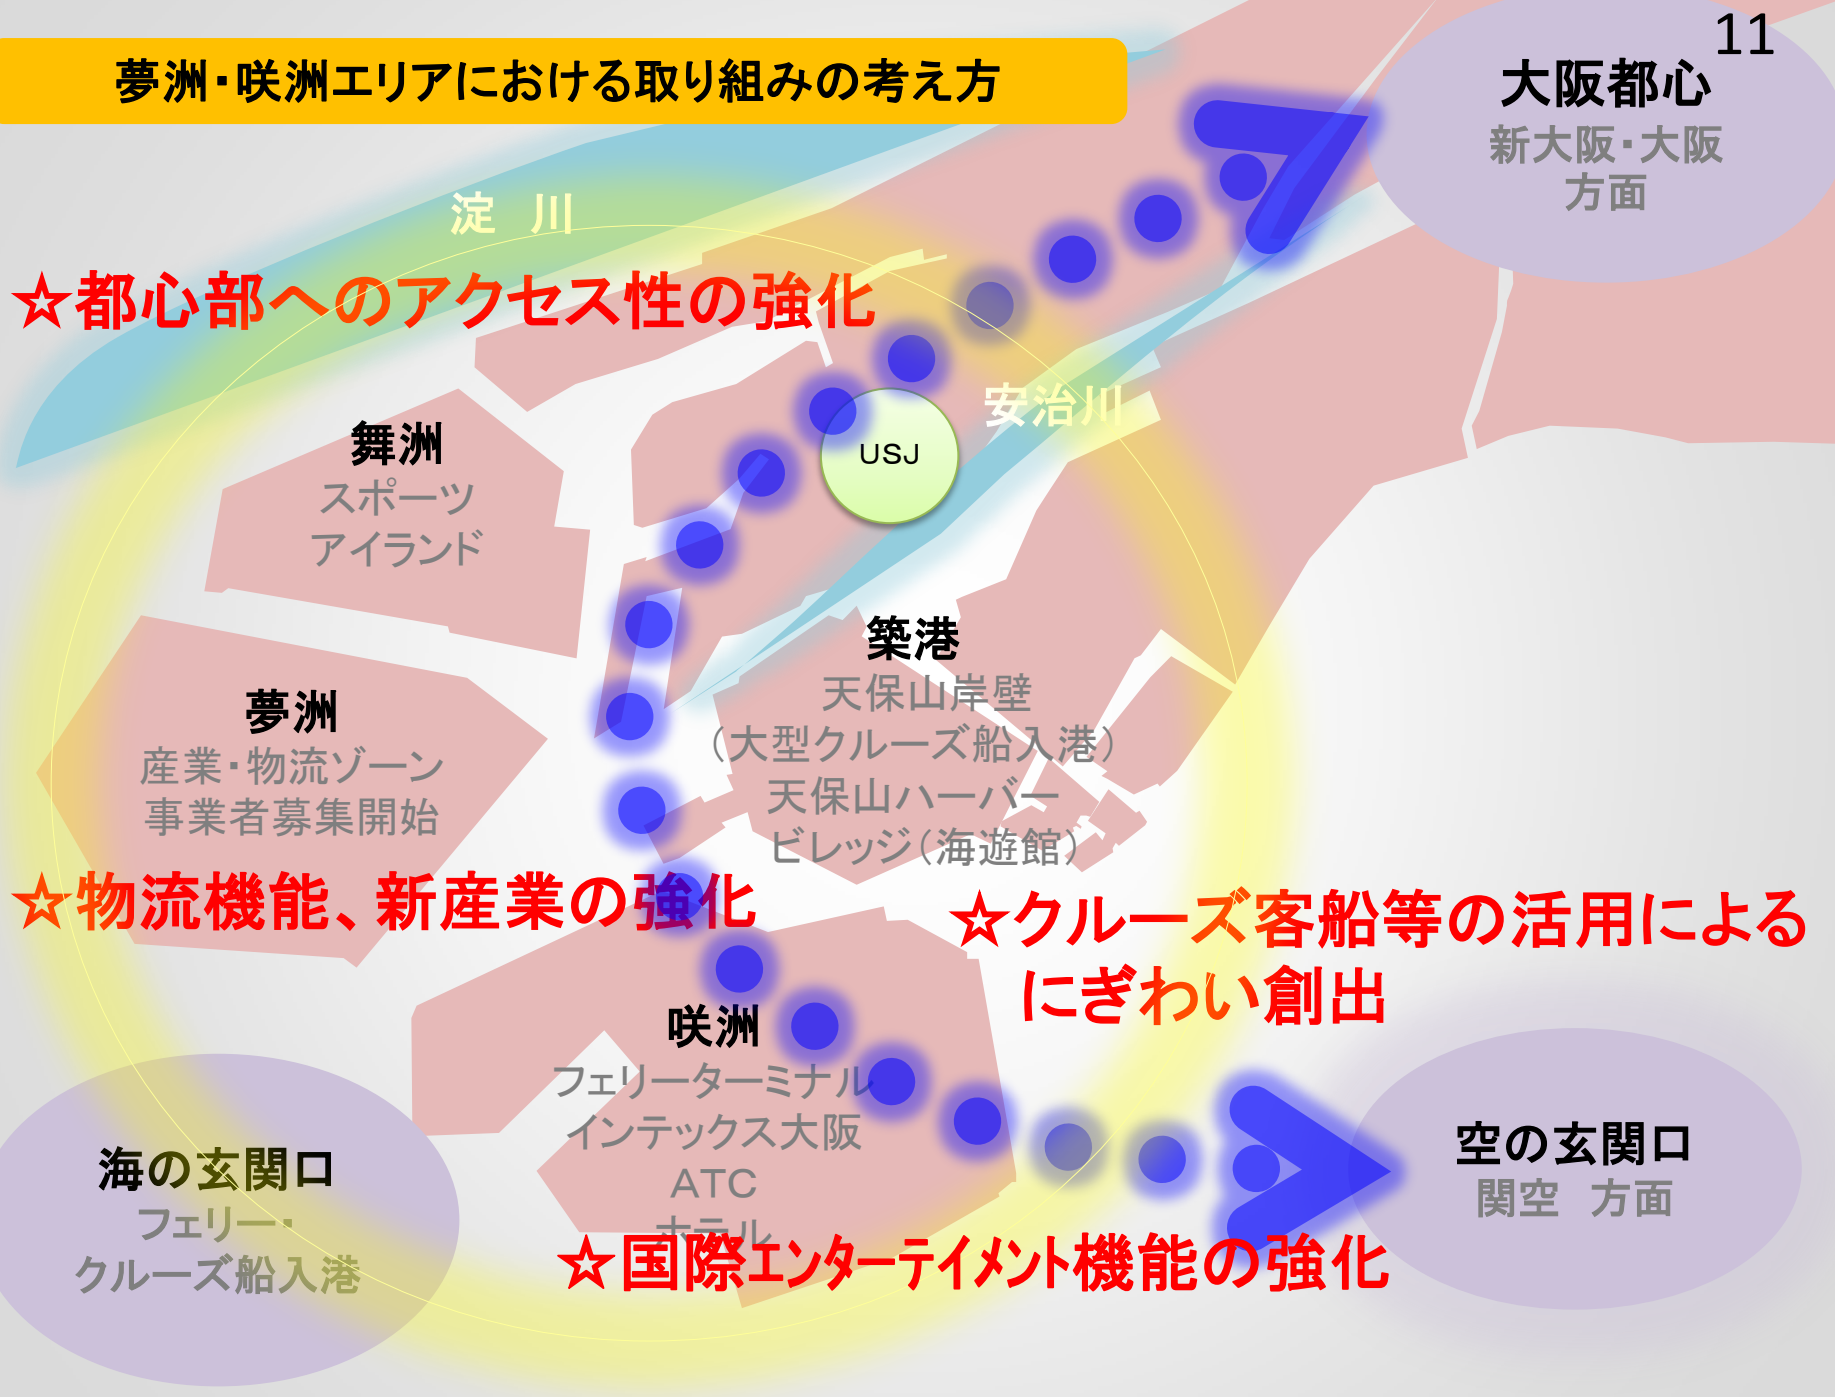 11
夢洲・咲洲エリアにおける取り組みの考え方
大阪都心
新大阪・大阪
方面
淀　川
☆都心部へのアクセス性の強化
安治川
舞洲
スポーツ
アイランド
USJ
築港
天保山岸壁
（大型クルーズ船入港）
天保山ハーバー
ビレッジ（海遊館）
夢洲
産業・物流ゾーン
事業者募集開始
☆物流機能、新産業の強化
☆クルーズ客船等の活用による
にぎわい創出
咲洲
フェリーターミナル
インテックス大阪
ATC
ホテル
海の玄関口
フェリー・
クルーズ船入港
空の玄関口
関空　方面
☆国際エンターテイメント機能の強化